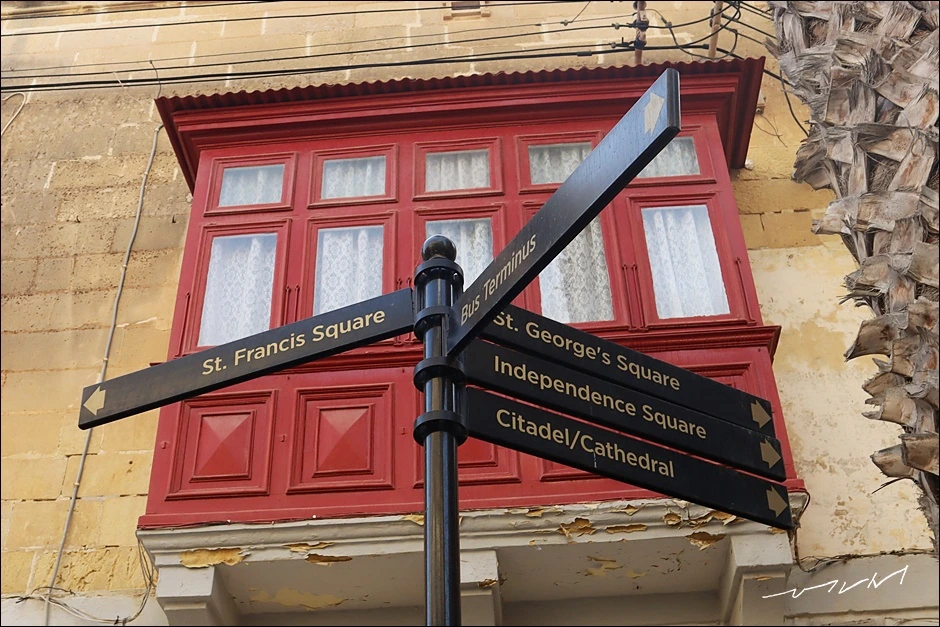 Bus Terminus
St. Francis Square
St. George's Square
Independence Square
Citadel/Cathedral